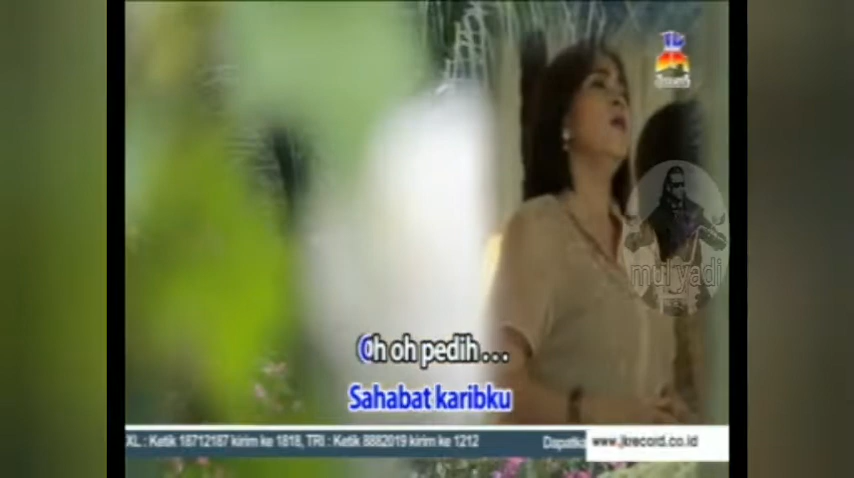 mulyadi
Oh oh pedih...
Sahabat karibku
XL : Ketik 18712187 kirim ke 1818, TRI : Ketik 8882019 kirim ke 1212
Dapatka
www.jkrecord.co.id